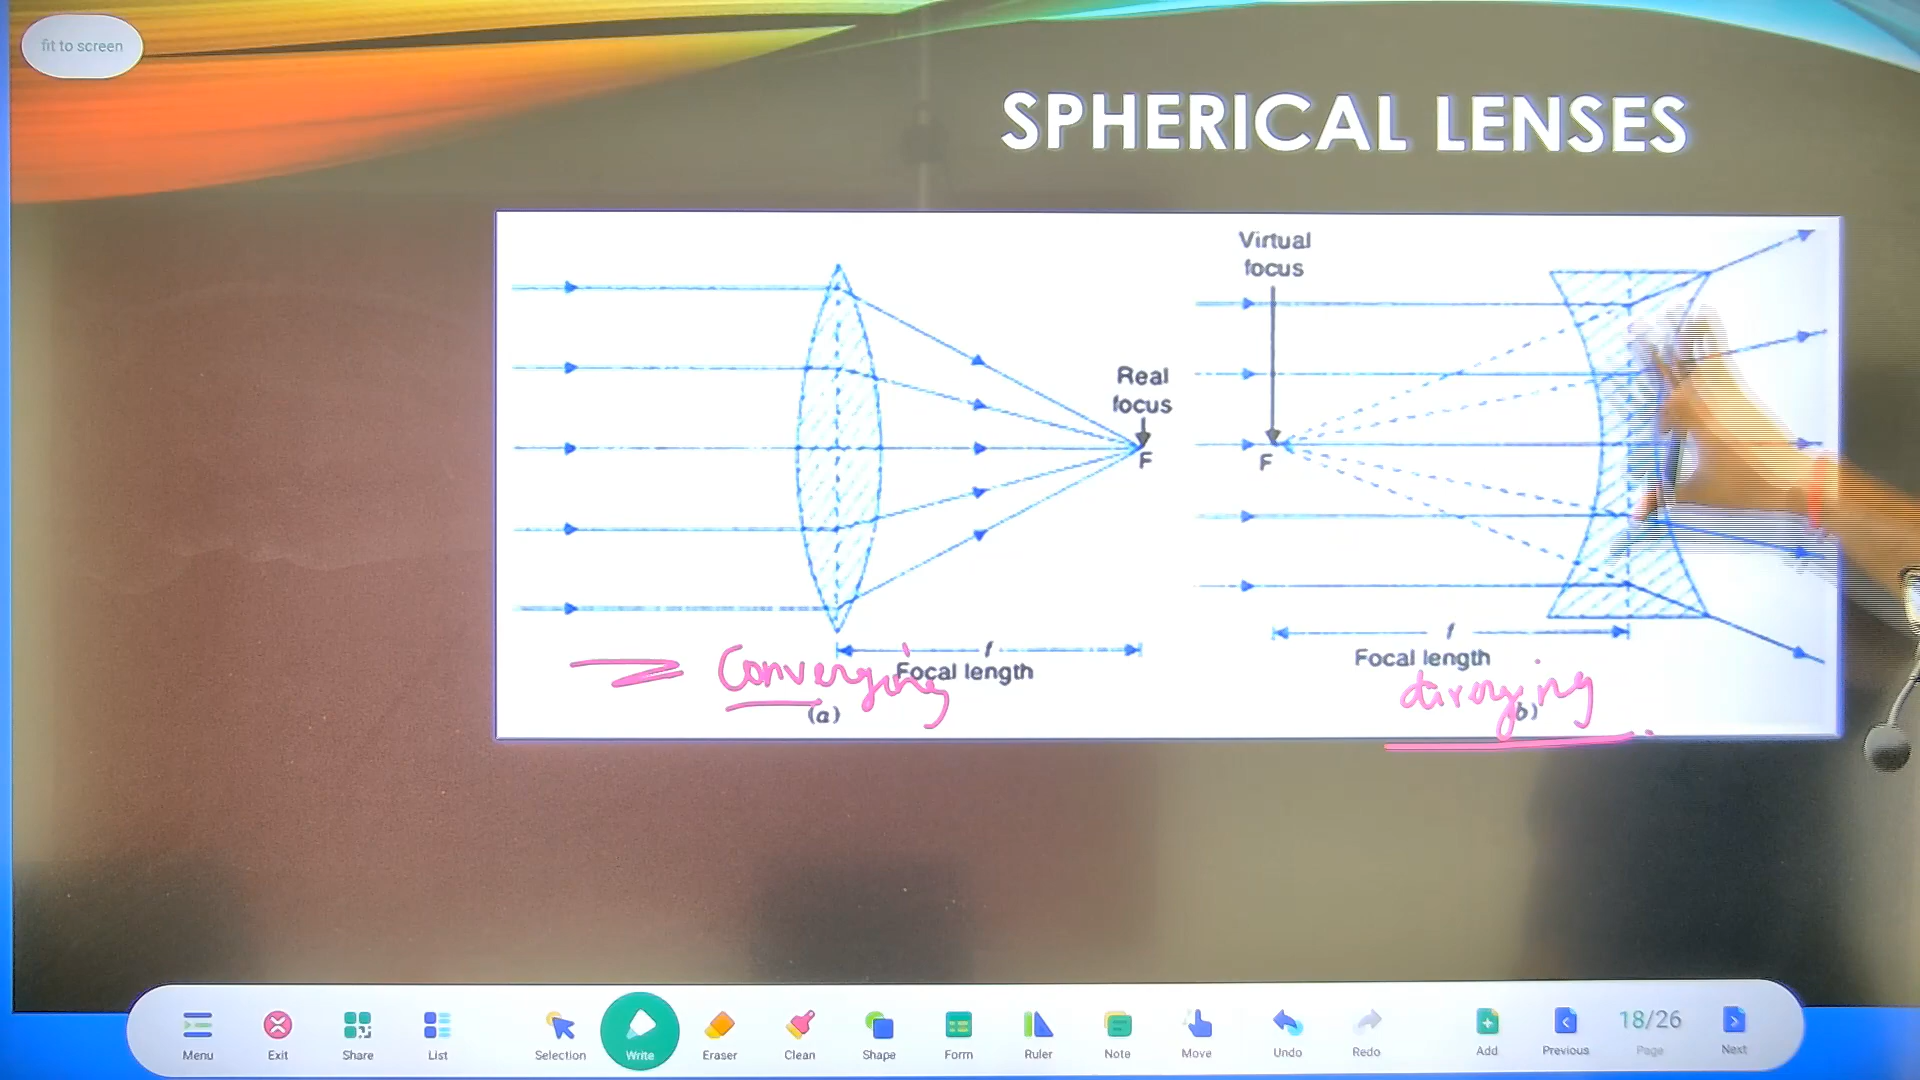 fit to screen
SPHERICAL LENSES
Virtual
focus
Real
focus
F
F
f
Focal length
f
Focal length
Converging
diverging
(a)
b)
Menu
Exit
Share
List
Selection
Write
Eraser
Clean
Shape
Form
Ruler
Note
Move
Undo
Redo
Add
Previous
18/26
Page
Next